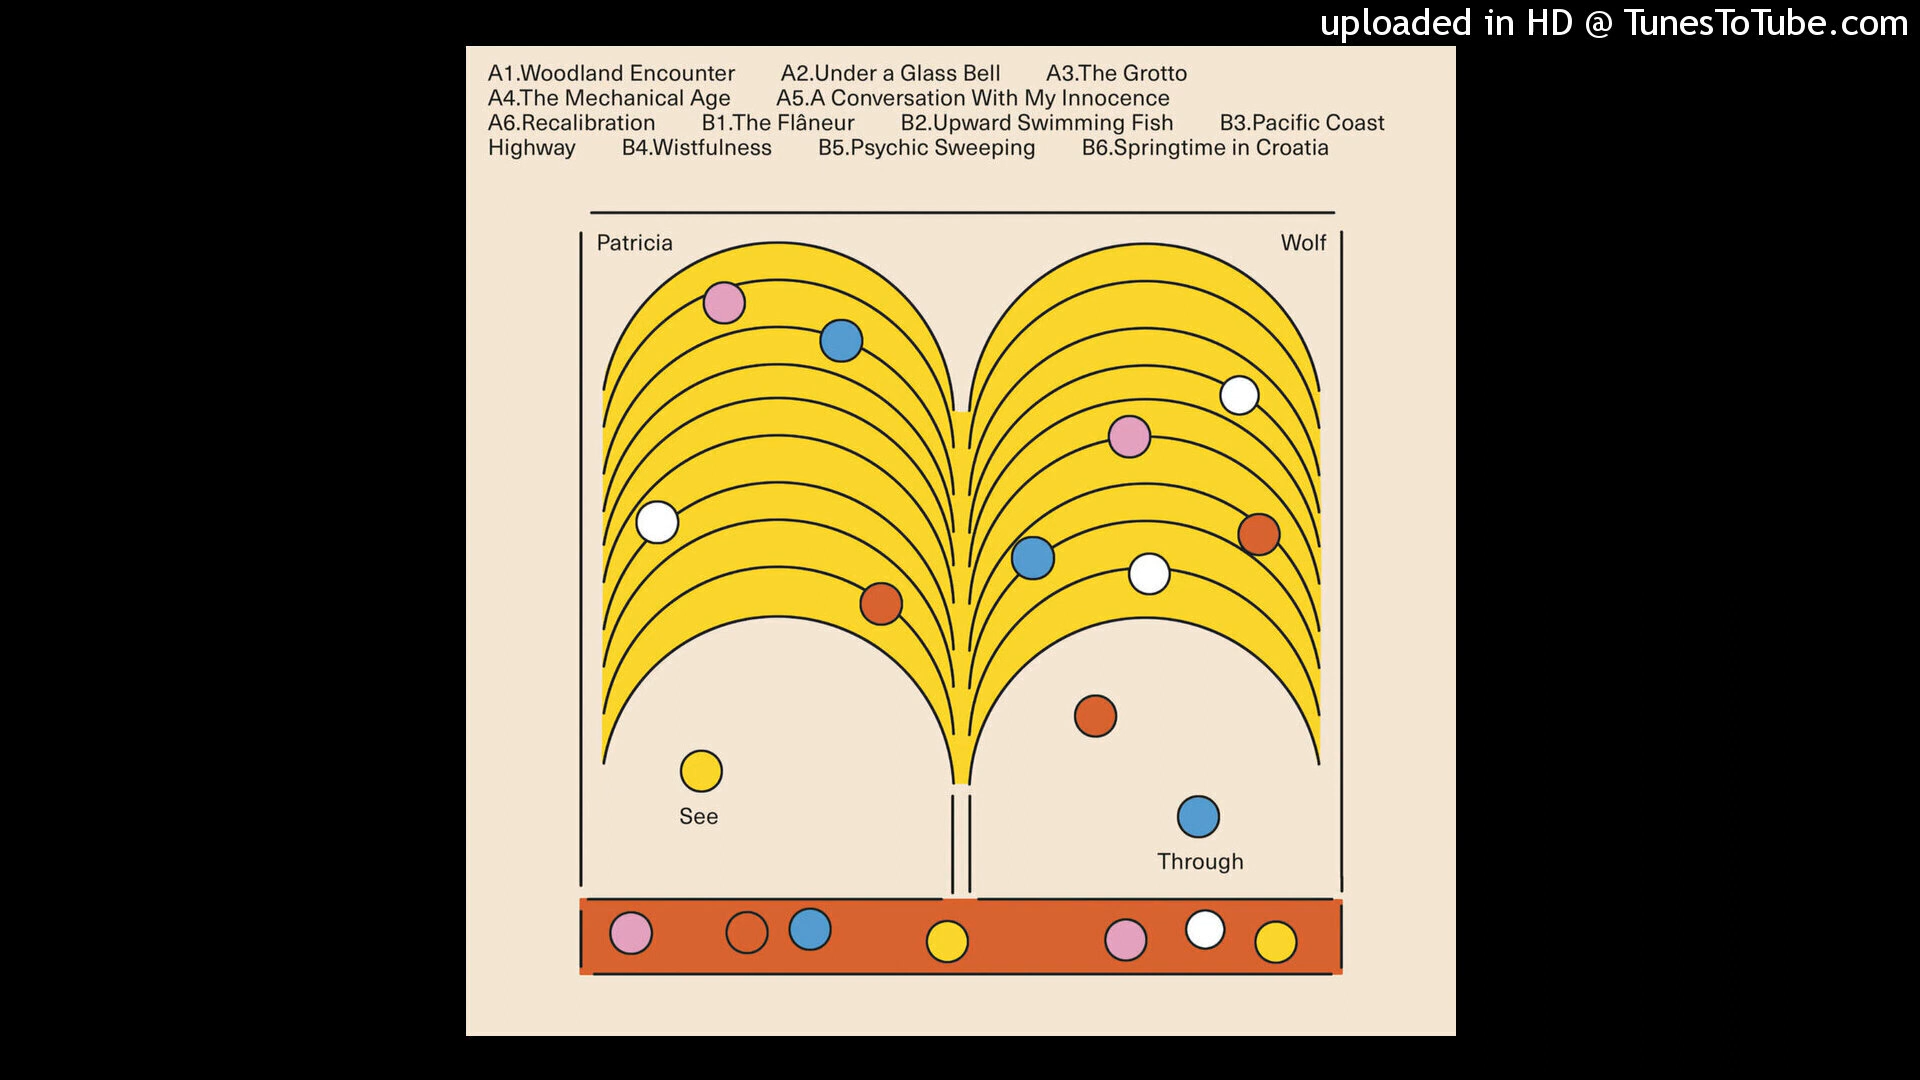 uploaded in HD @ TunesToTube.com
A1.Woodland Encounter A2.Under a Glass Bell A3.The Grotto
A4.The Mechanical Age A5.A Conversation With My Innocence
A6.Recalibration B1.The Flâneur B2.Upward Swimming Fish B3.Pacific Coast
Highway B4.Wistfulness B5.Psychic Sweeping B6.Springtime in Croatia
Patricia Wolf
See
Through